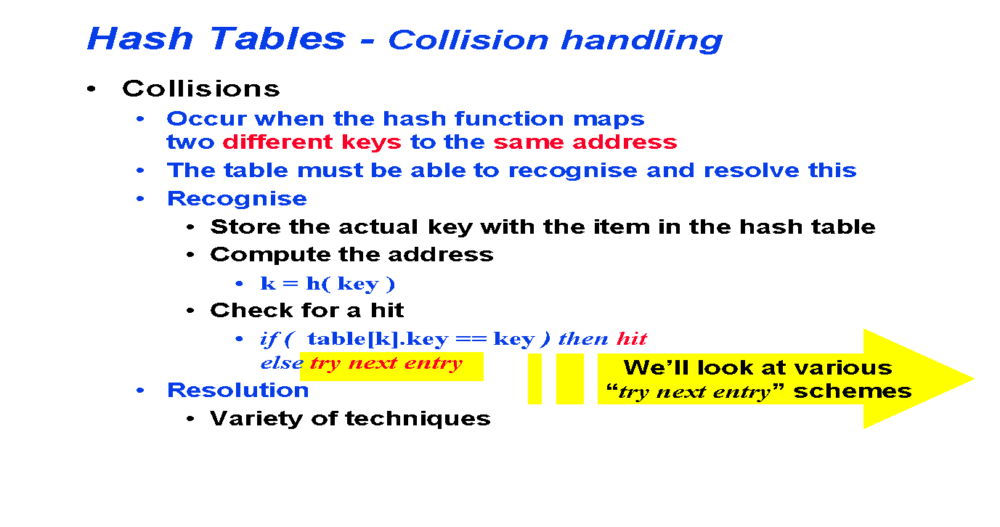 Hash Tables - Collision handling
• Collisions
• Occur when the hash function maps
two different keys to the same address
• The table must be able to recognise and resolve this
• Recognise
• Store the actual key with the item in the hash table
• Compute the address
• k = h( key )
• Check for a hit
• if ( table[k].key == key ) then hit
else try next entry
• Resolution
• Variety of techniques
We’ll look at various
“try next entry” schemes